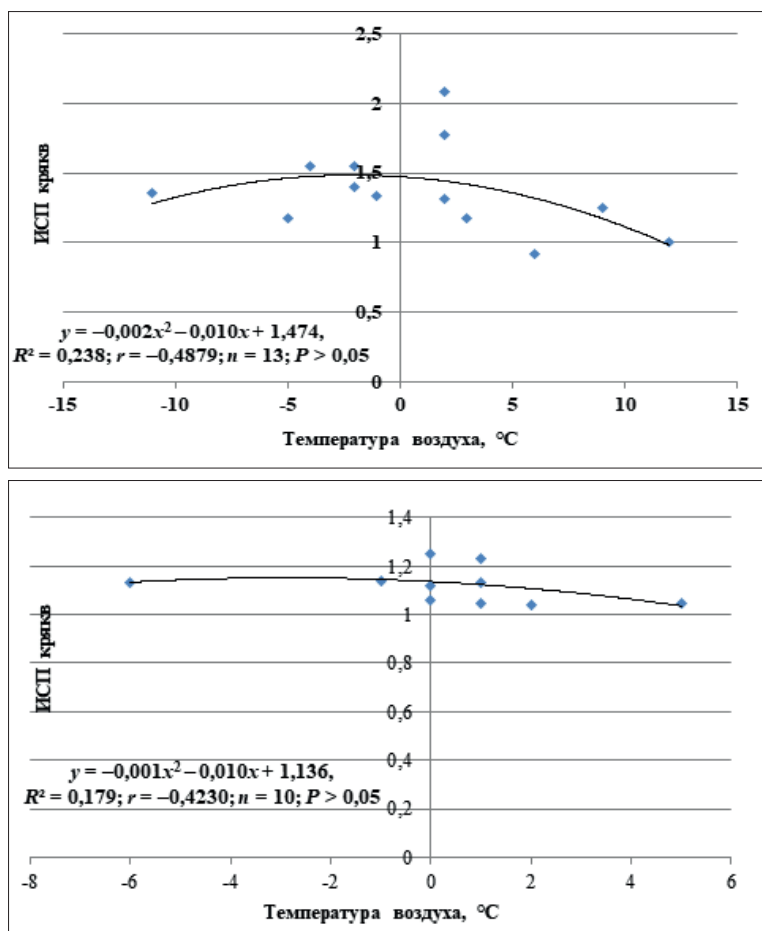 2,5
2
1,5
1
0,5
0
ИСП крякв
y = –0,002x² – 0,010x + 1,474,
R² = 0,238; r = –0,4879; n = 13; P > 0,05
-15 -10 -5 0 5 10 15
Температура воздуха, °C
1,4
1,2
1
0,8
0,6
0,4
0,2
0
ИСП крякв
y = –0,001x² – 0,010x + 1,136,
R² = 0,179; r = –0,4230; n = 10; P > 0,05
-8 -6 -4 -2 0 2 4 6
Температура воздуха, °C